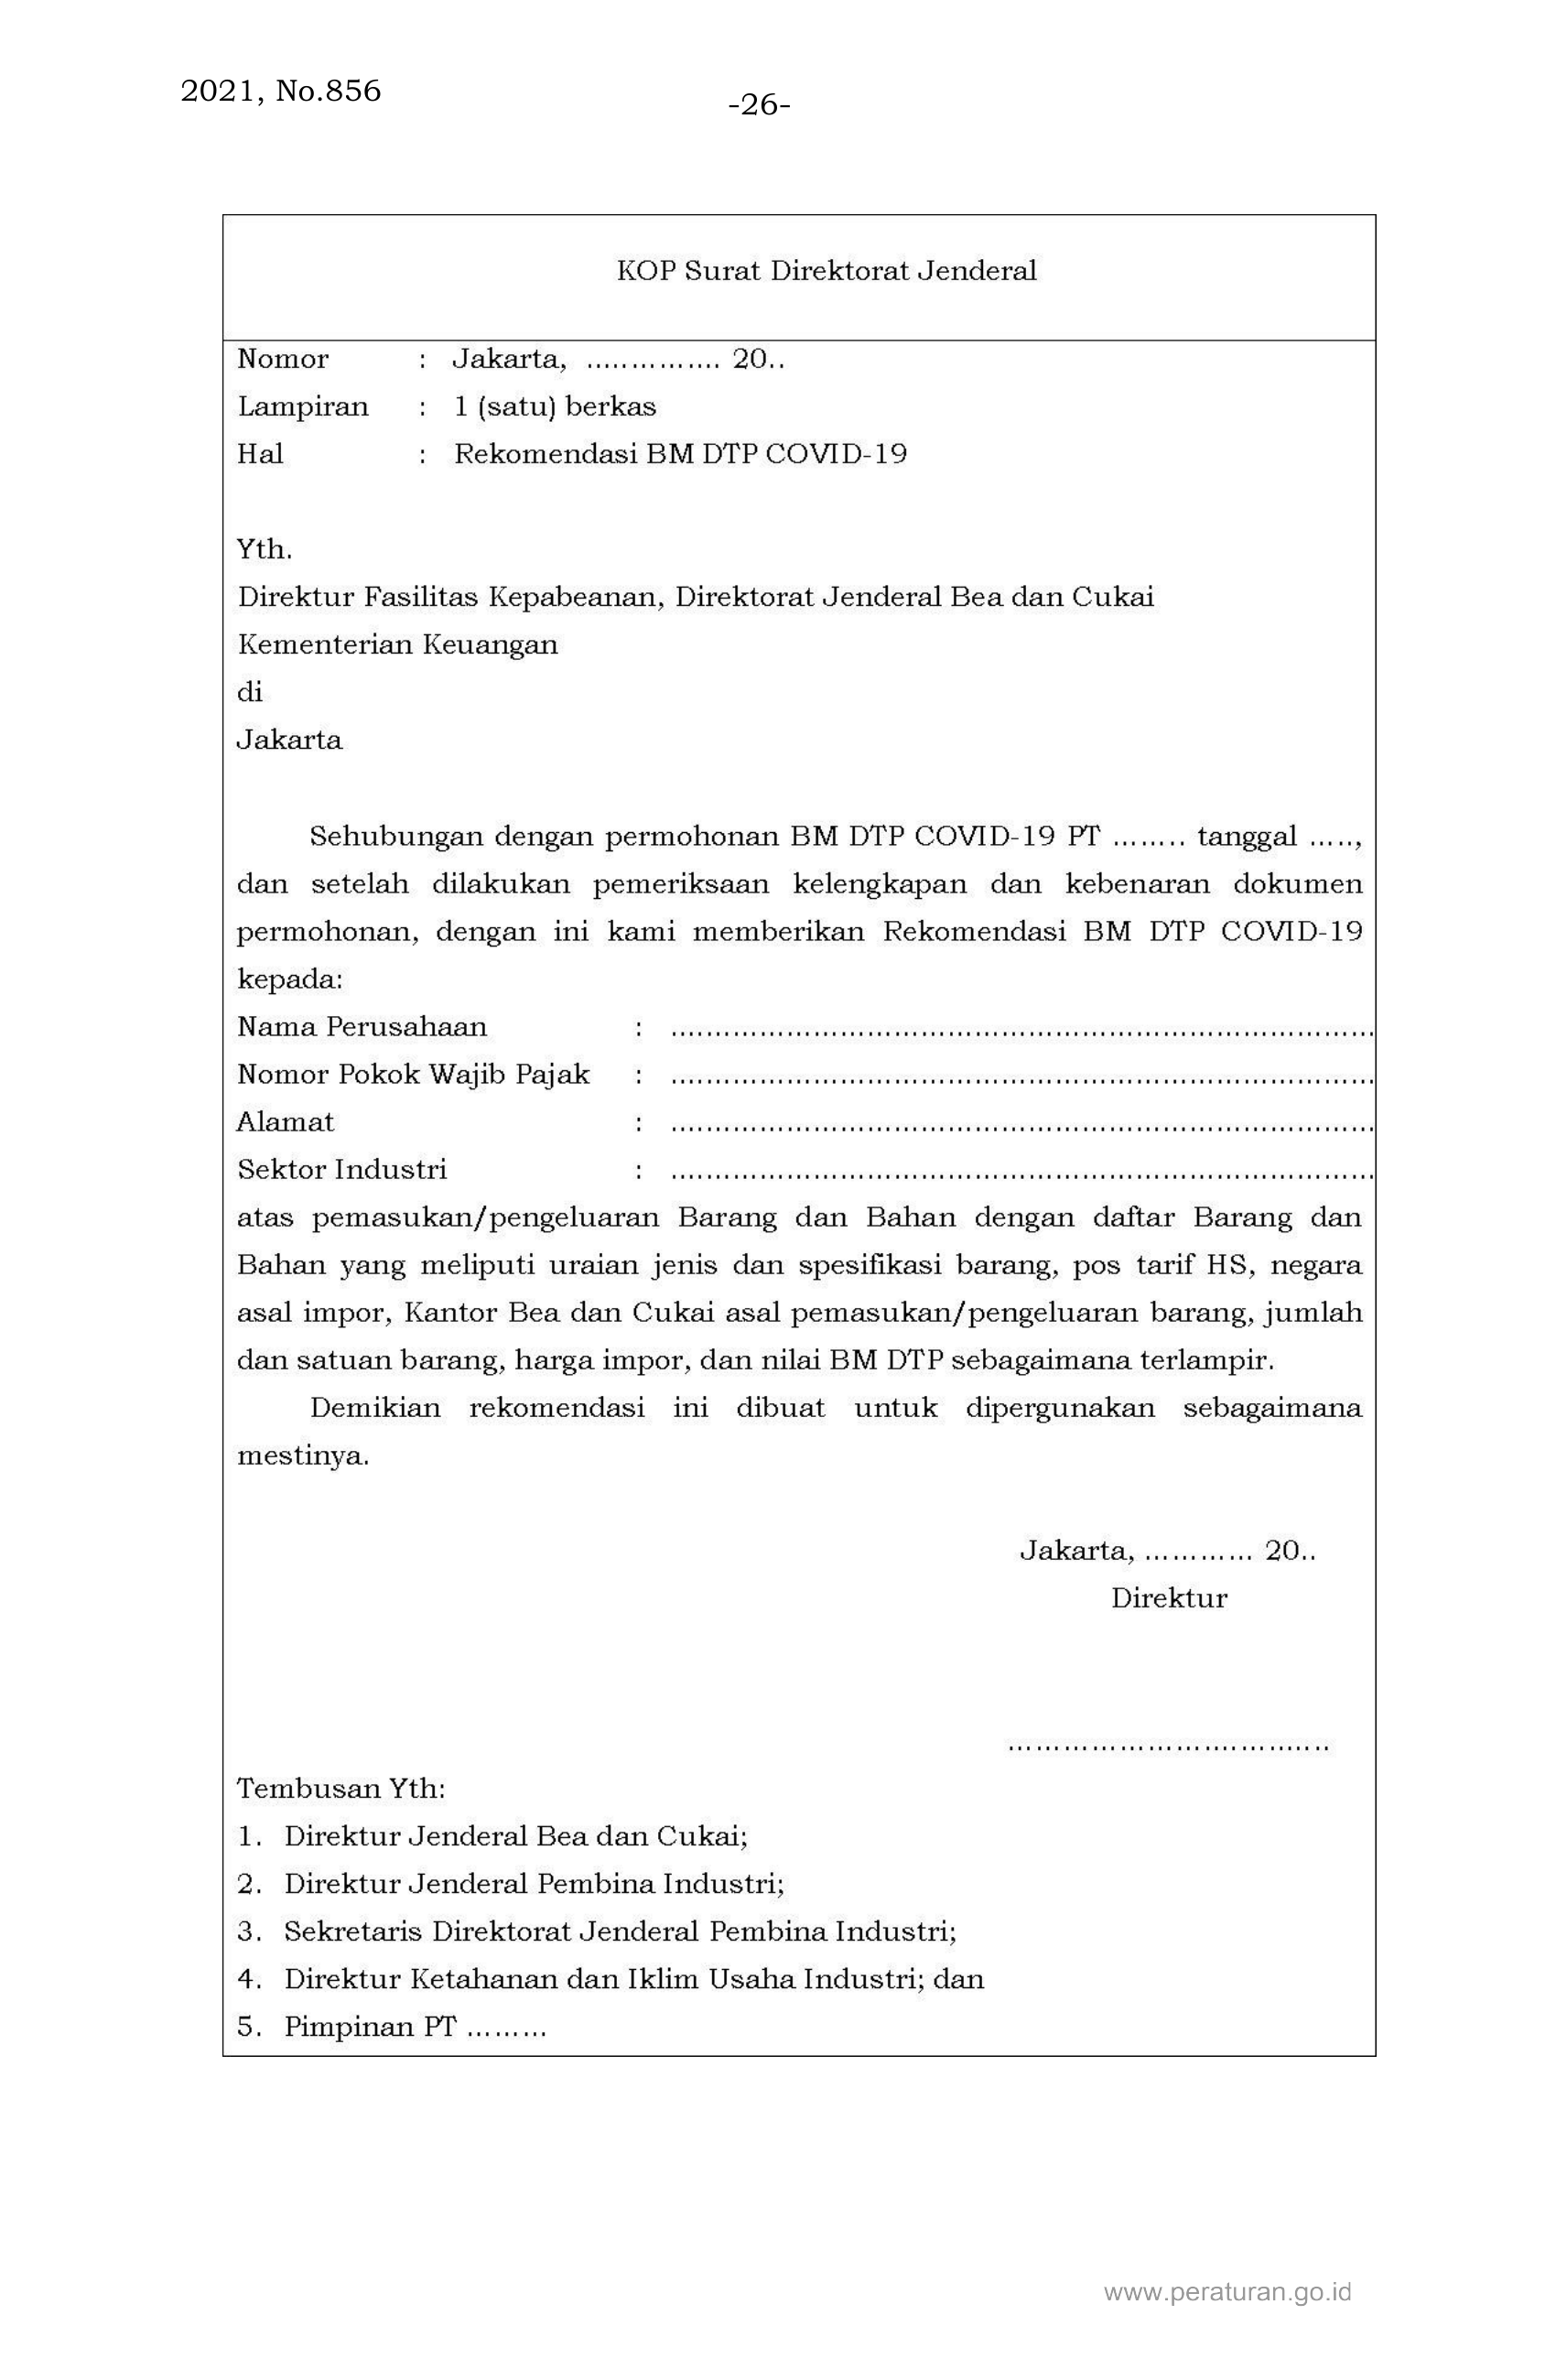 2021, No.856
-26-
KOP Surat Direktorat Jenderal
Nomor : Jakarta, ............... 20..
Lampiran : 1 (satu) berkas
Hal : Rekomendasi BM DTP COVID-19
Yth.
Direktur Fasilitas Kepabeanan, Direktorat Jenderal Bea dan Cukai
Kementerian Keuangan
di
Jakarta
Sehubungan dengan permohonan BM DTP COVID-19 PT ........ tanggal .....,
dan setelah dilakukan pemeriksaan kelengkapan dan kebenaran dokumen
permohonan, dengan ini kami memberikan Rekomendasi BM DTP COVID-19
kepada:
Nama Perusahaan : ...............................................................................
Nomor Pokok Wajib Pajak : ...............................................................................
Alamat : ...............................................................................
Sektor Industri : ...............................................................................
atas pemasukan/pengeluaran Barang dan Bahan dengan daftar Barang dan
Bahan yang meliputi uraian jenis dan spesifikasi barang, pos tarif HS, negara
asal impor, Kantor Bea dan Cukai asal pemasukan/pengeluaran barang, jumlah
dan satuan barang, harga impor, dan nilai BM DTP sebagaimana terlampir.
Demikian rekomendasi ini dibuat untuk dipergunakan sebagaimana
mestinya.
Jakarta, ............ 20..
Direktur
...................................
Tembusan Yth:
1. Direktur Jenderal Bea dan Cukai;
2. Direktur Jenderal Pembina Industri;
3. Sekretaris Direktorat Jenderal Pembina Industri;
4. Direktur Ketahanan dan Iklim Usaha Industri; dan
5. Pimpinan PT .........
www.peraturan.go.id